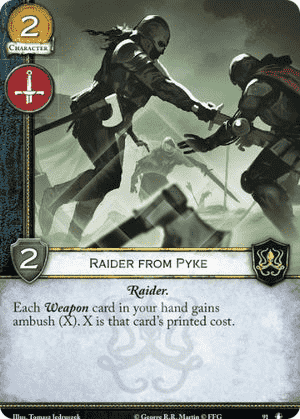 2
CHARACTER
2
RAIDER FROM PYKE
Raider.
Each Weapon card in your hand gains
ambush (X). X is that card's printed cost.
Illus. Tomasz Jedruszek © George R.R. Martin © FFG 91